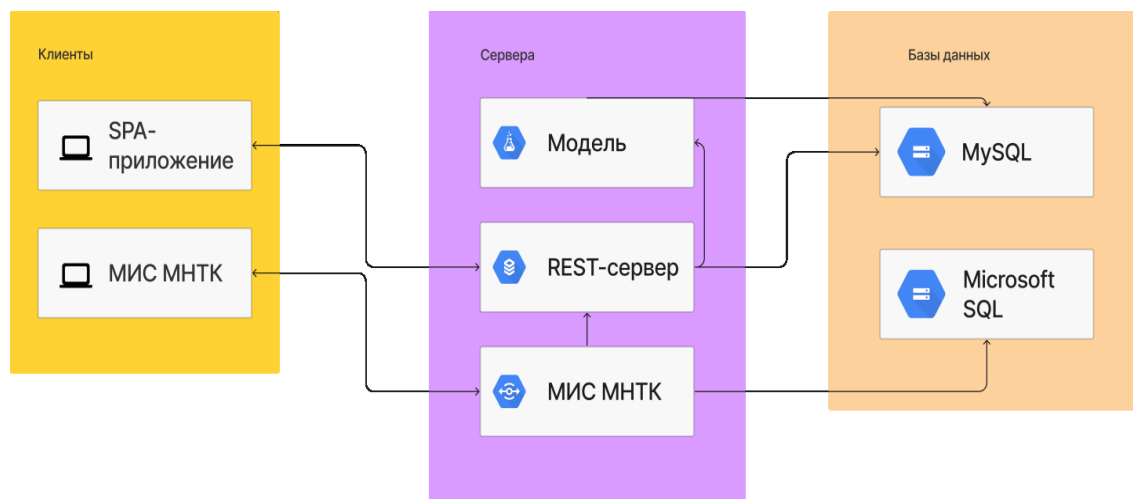 Клиенты
SPA-
приложение
МИС МНТК
Сервера
Модель
REST-сервер
МИС МНТК
Базы данных
MySQL
Microsoft
SQL